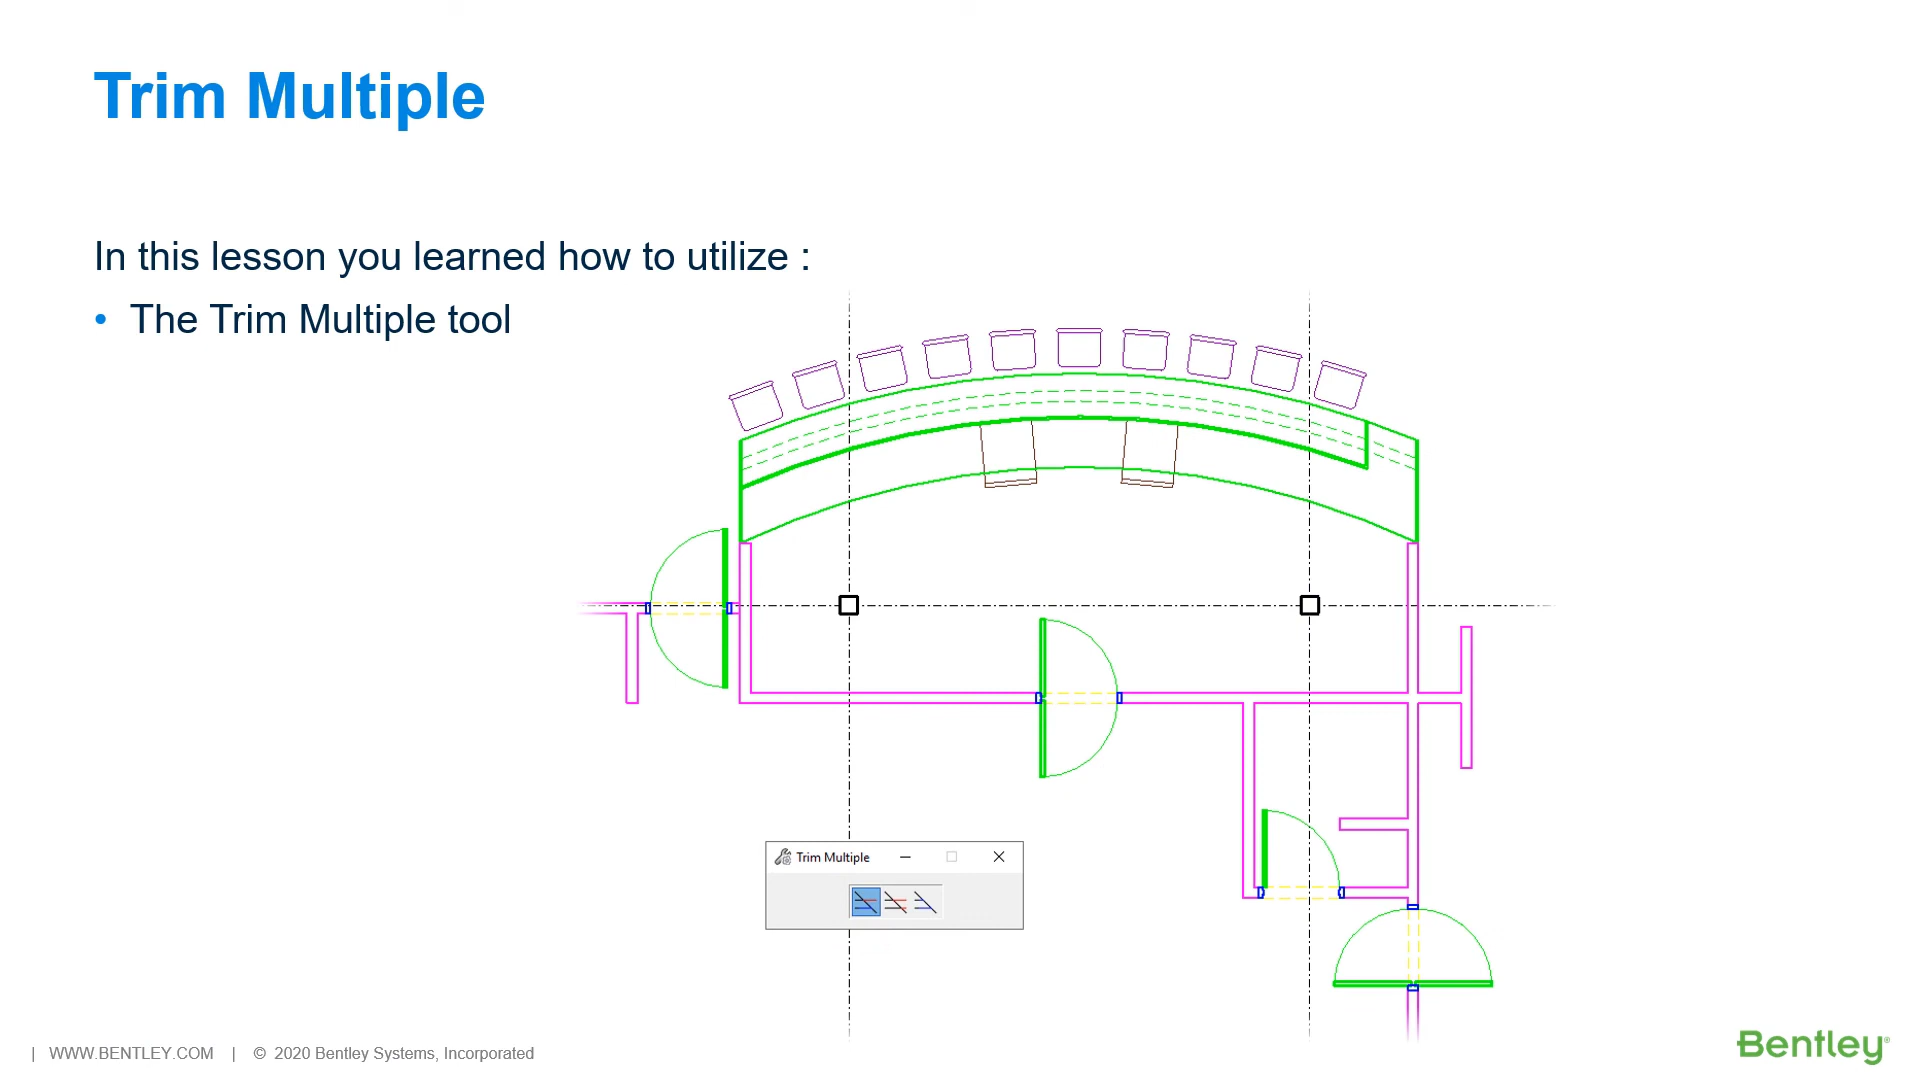 Trim Multiple
In this lesson you learned how to utilize :
• The Trim Multiple tool
Trim Multiple
| WWW.BENTLEY.COM | © 2020 Bentley Systems, Incorporated
Bentley®